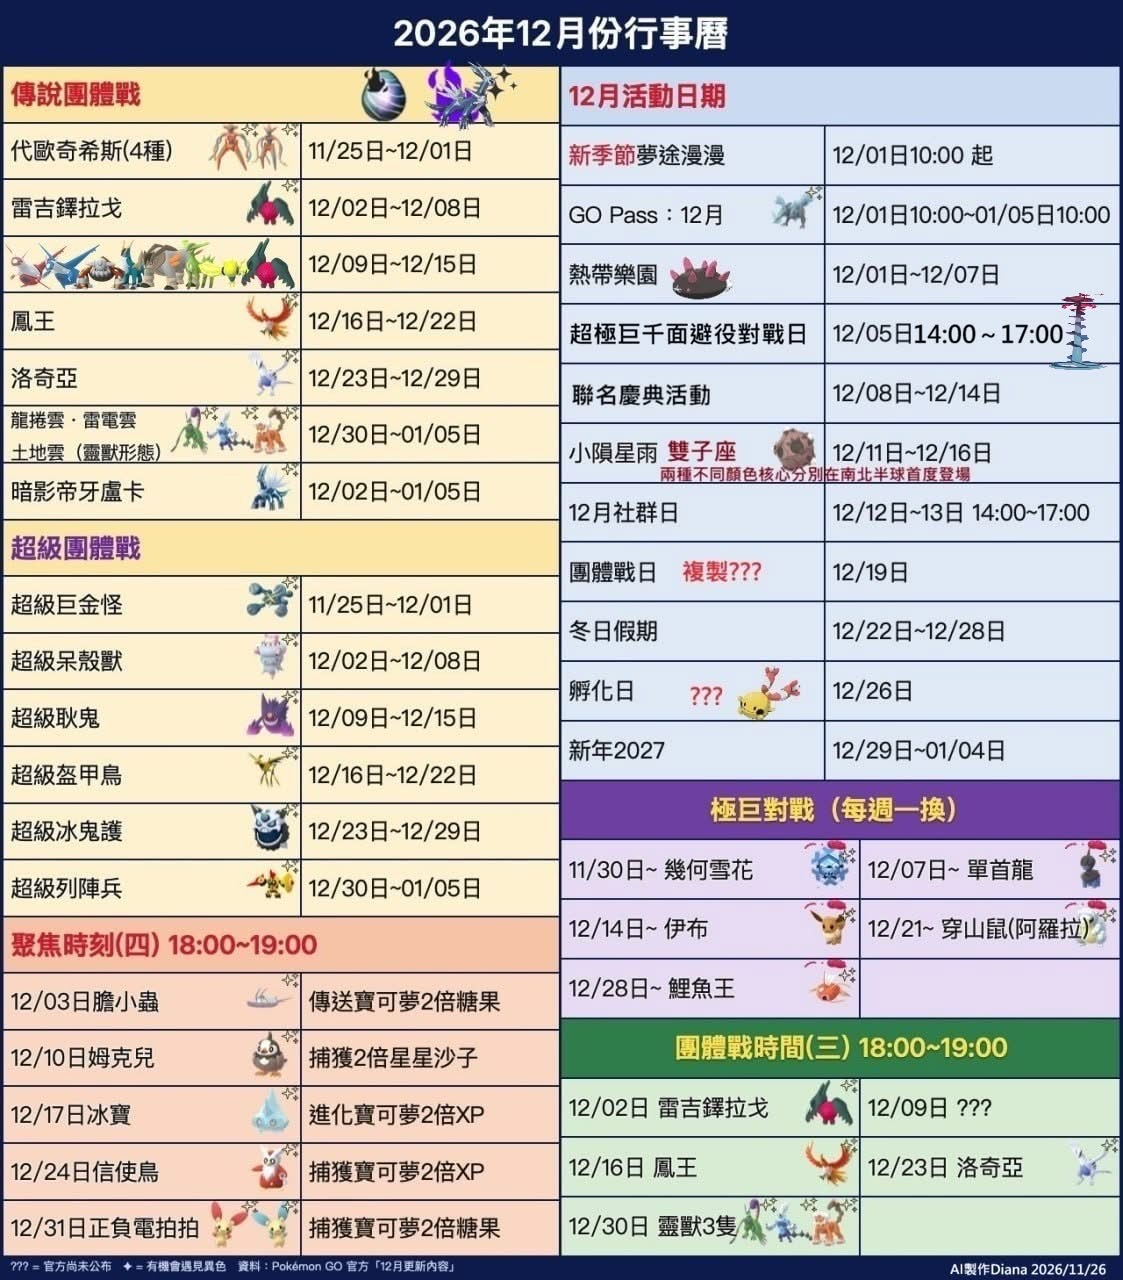 2026年12月份行事曆
傳說團體戰
代歐奇希斯(4種) 11/25日~12/01日
雷吉鐸拉戈 12/02日~12/08日
12/09日~12/15日
鳳王 12/16日~12/22日
洛奇亞 12/23日~12/29日
龍捲雲．雷電雲
土地雲（靈獸形態） 12/30日~01/05日
暗影帝牙盧卡 12/02日~01/05日
超級團體戰
超級巨金怪 11/25日~12/01日
超級呆殼獸 12/02日~12/08日
超級耿鬼 12/09日~12/15日
超級盔甲鳥 12/16日~12/22日
超級冰鬼護 12/23日~12/29日
超級列陣兵 12/30日~01/05日
聚焦時刻(四) 18:00~19:00
12/03日膽小蟲 傳送寶可夢2倍糖果
12/10日姆克兒 捕獲2倍星星沙子
12/17日冰寶 進化寶可夢2倍XP
12/24日信使鳥 捕獲寶可夢2倍XP
12/31日正負電拍拍 捕獲寶可夢2倍糖果
12月活動日期
新季節夢途漫漫 12/01日10:00 起
GO Pass：12月 12/01日10:00~01/05日10:00
熱帶樂園 12/01日~12/07日
超極巨千面避役對戰日 12/05日14:00～17:00
聯名慶典活動 12/08日~12/14日
小隕星雨 雙子座 12/11日~12/16日
兩種不同顏色核心分別在南北半球首度登場
12月社群日 12/12日~13日 14:00~17:00
團體戰日 複製??? 12/19日
冬日假期 12/22日~12/28日
孵化日 ??? 12/26日
新年2027 12/29日~01/04日
極巨對戰（每週一換）
11/30日~ 幾何雪花 12/07日~ 單首龍
12/14日~ 伊布 12/21~ 穿山鼠(阿羅拉)
12/28日~ 鯉魚王
團體戰時間(三) 18:00~19:00
12/02日 雷吉鐸拉戈 12/09日 ???
12/16日 鳳王 12/23日 洛奇亞
12/30日 靈獸3隻
??? = 官方尚未公布 ✦ = 有機會遇見異色 資料：Pokémon GO 官方「12月更新內容」
AI製作Diana 2026/11/26